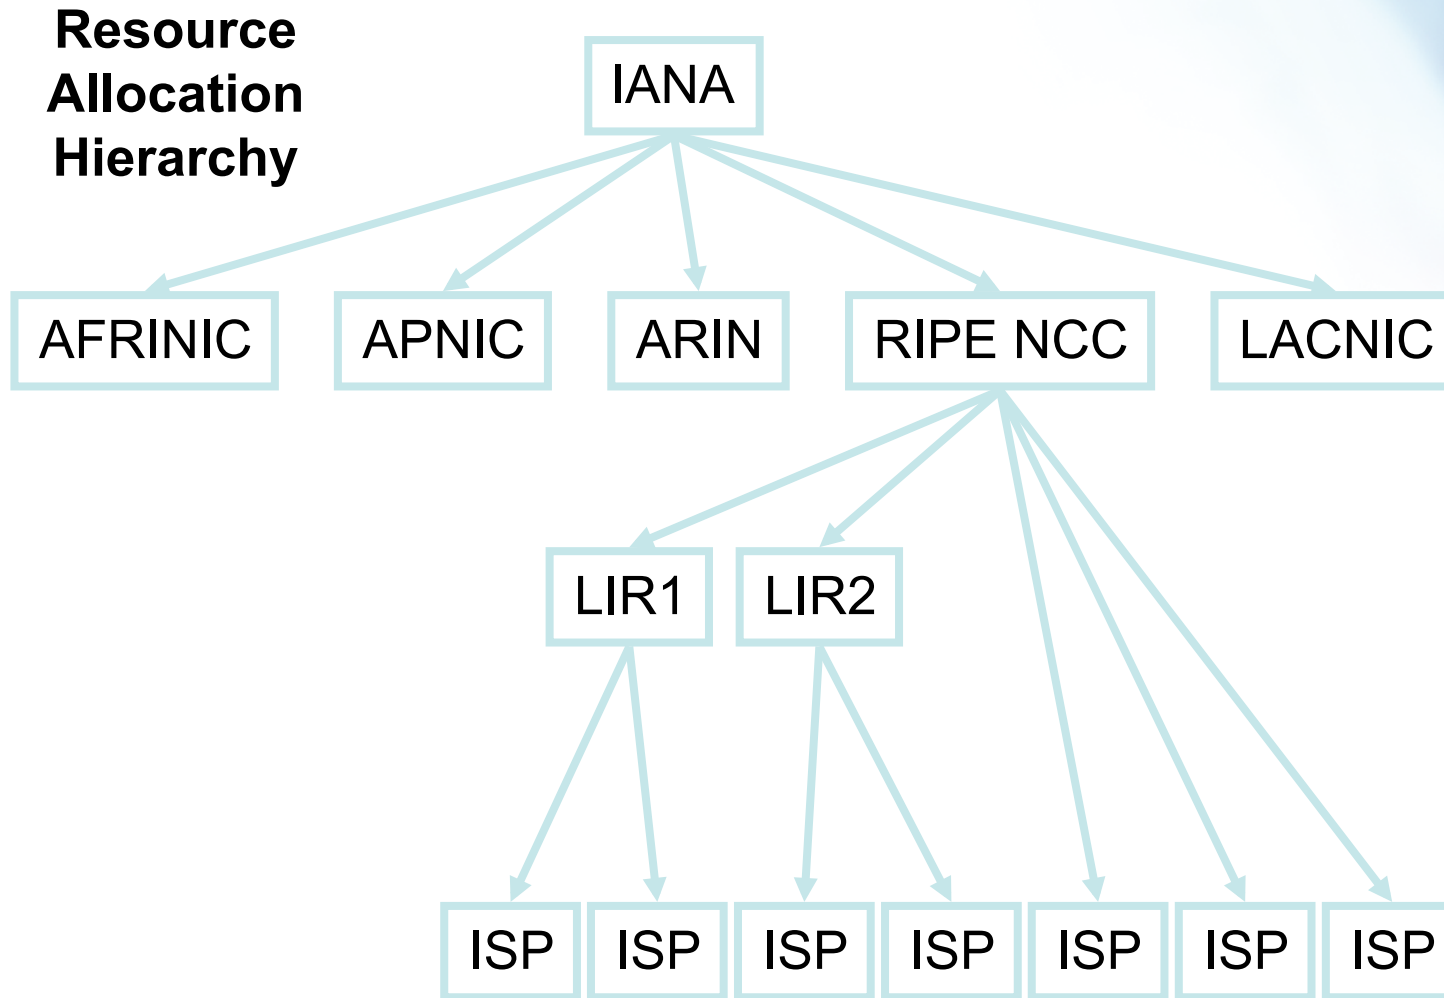 Resource
Allocation
Hierarchy
IANA
AFRINIC
APNIC
ARIN
RIPE NCC
LACNIC
LIR1
LIR2
ISP
ISP
ISP
ISP
ISP
ISP
ISP